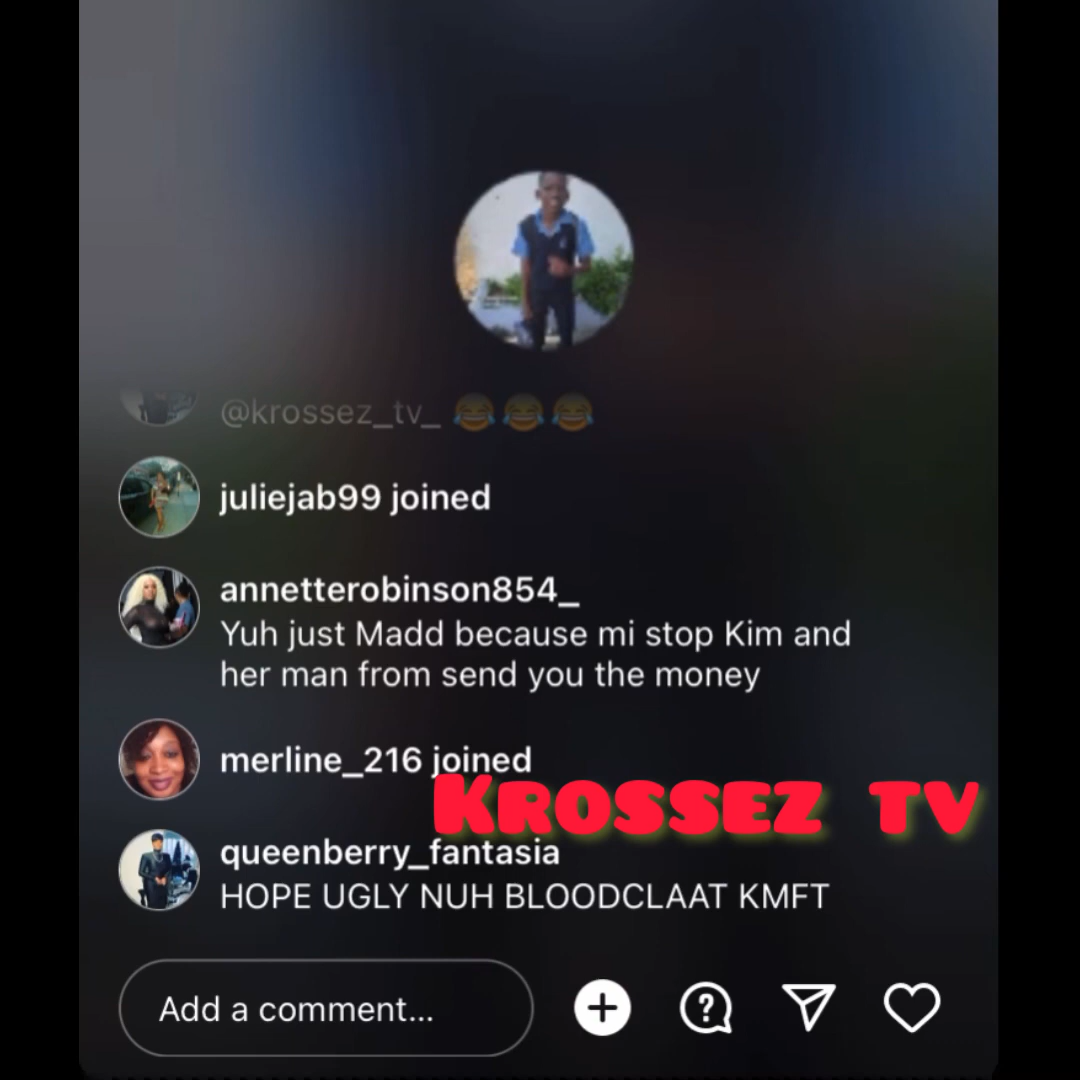 @krossez_tv_ 😂😂😂
juliejab99 joined
annetterobinson854_
Yuh just Madd because mi stop Kim and
her man from send you the money
merline_216 joined
KROSSEZ TV
queenberry_fantasia
HOPE UGLY NUH BLOODCLAAT KMFT
Add a comment...